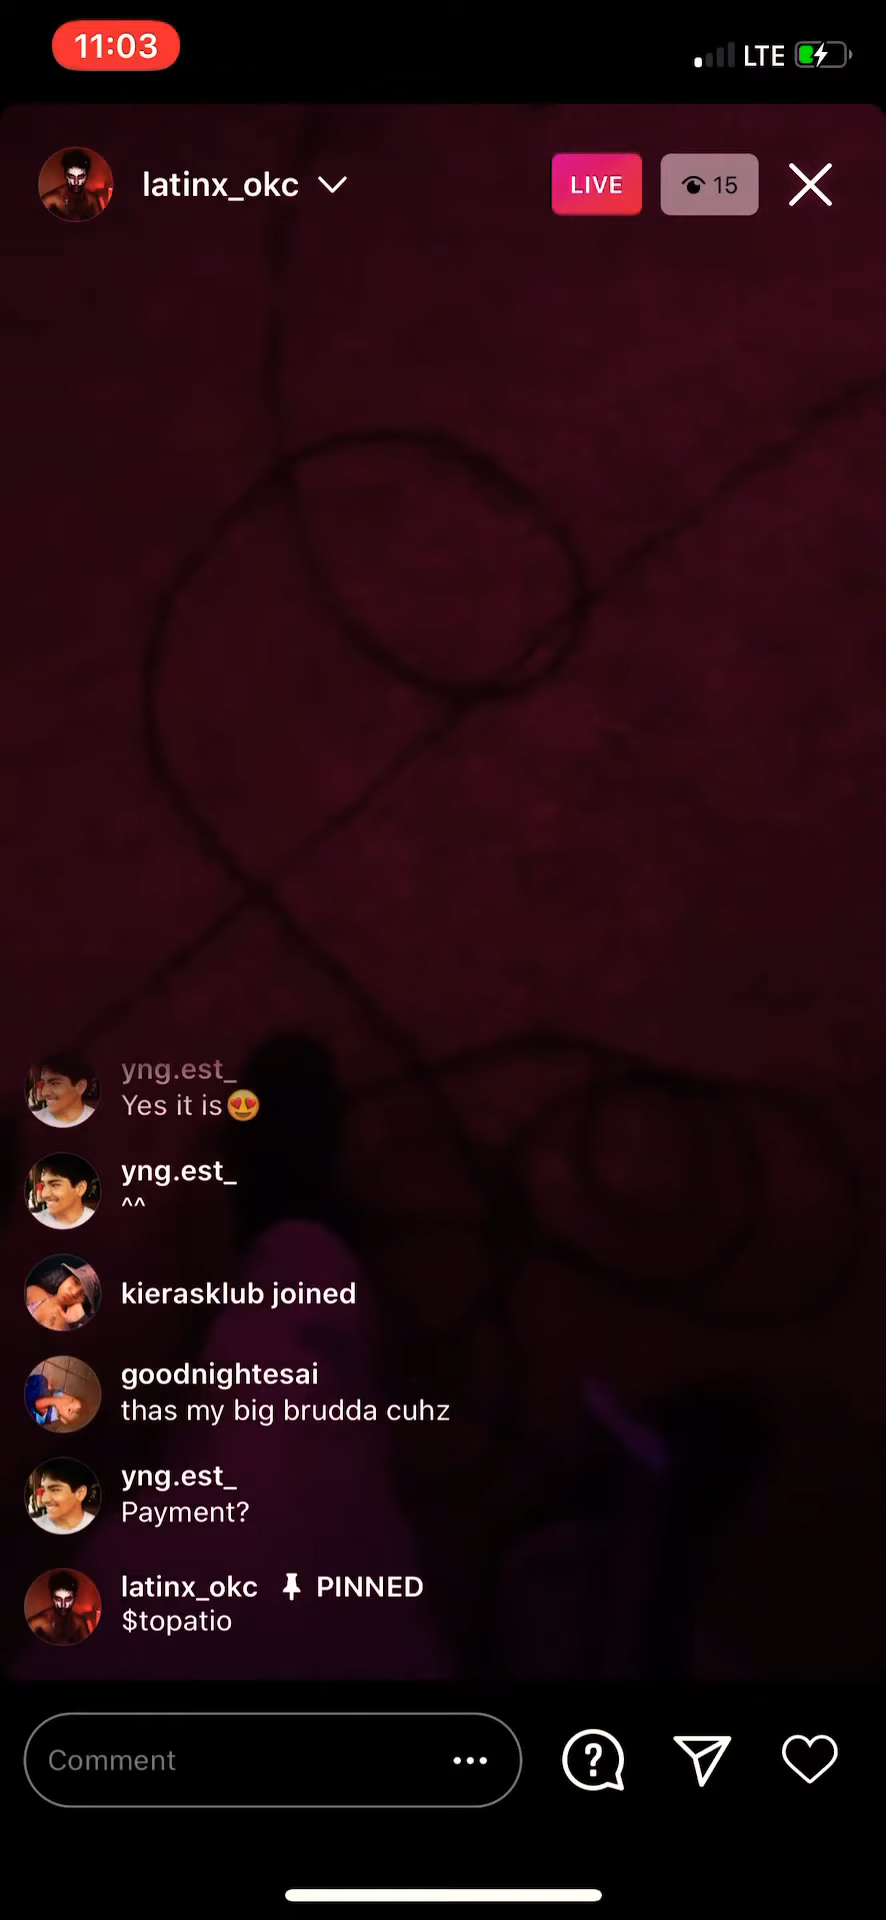 11:03
LTE
latinx_okc
LIVE
15
yng.est_
Yes it is😍
yng.est_
^^
kierasklub joined
goodnightesai
thas my big brudda cuhz
yng.est_
Payment?
latinx_okc PINNED
$topatio
Comment